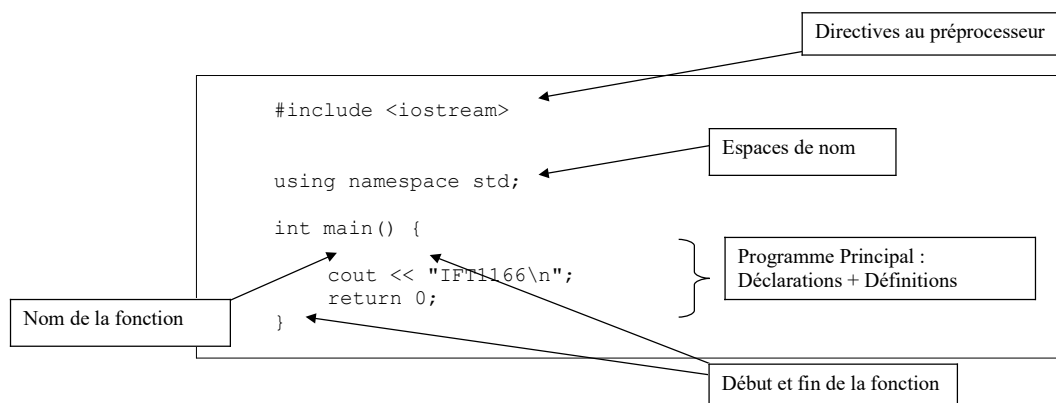 Directives au préprocesseur
#include <iostream>
Espaces de nom
using namespace std;
int main() {
Programme Principal :
Déclarations + Définitions
cout << "IFT1166\n";
return 0;
Nom de la fonction
}
Début et fin de la fonction